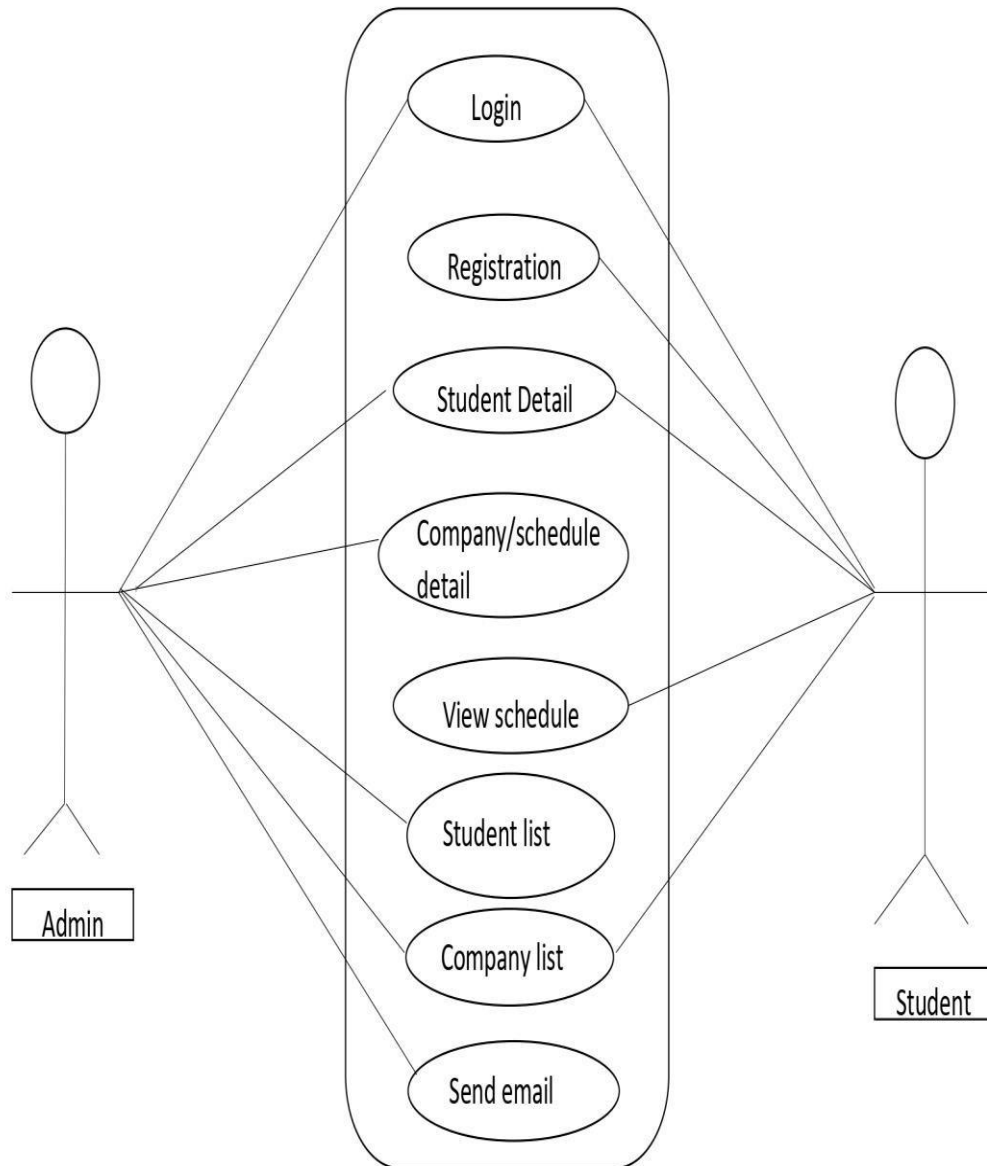 Login
Registration
Student Detail
Company/schedule
detail
View schedule
Student list
Admin
Company list
Student
Send email